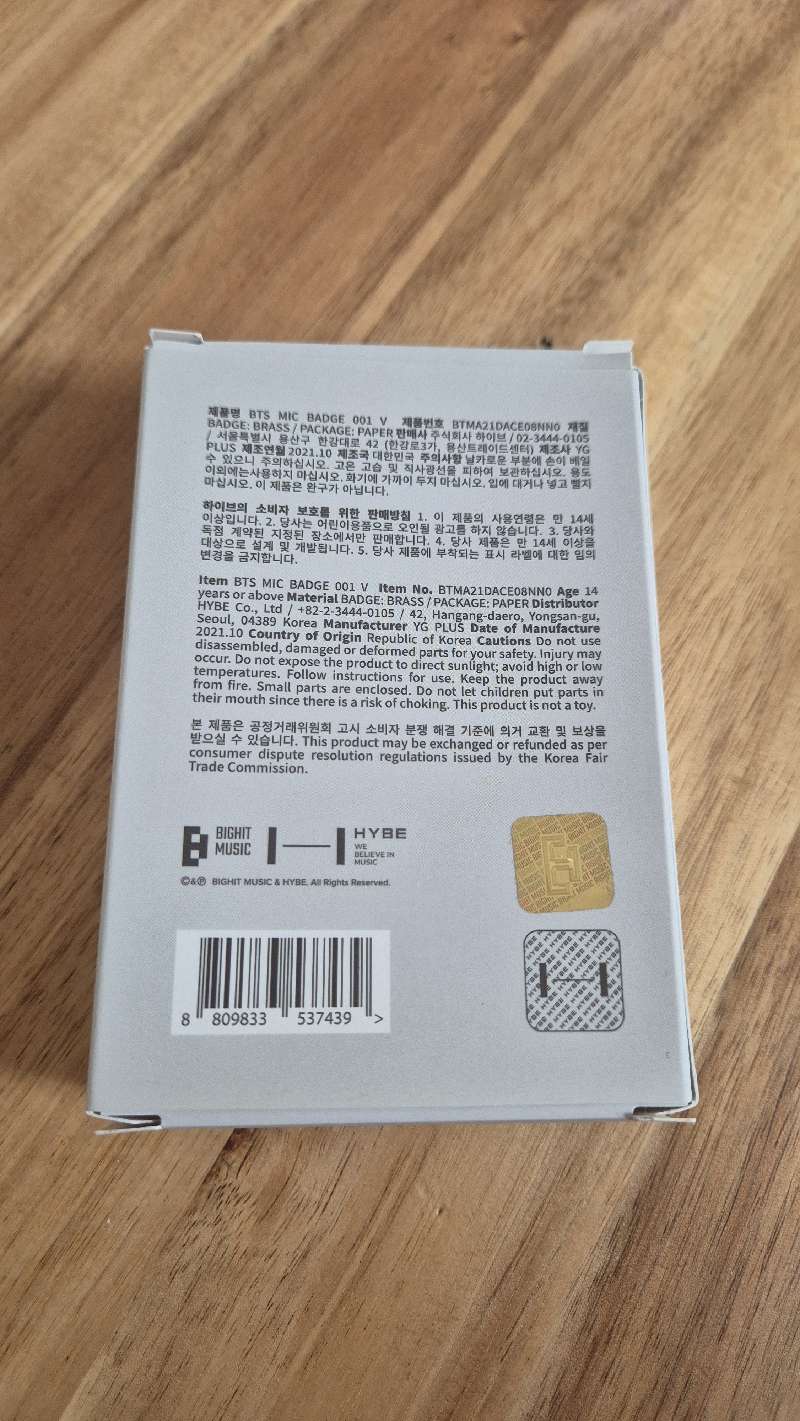 제품명 BTS MIC BADGE 001 V 제품번호 BTMA21DACE08NN0 재질
BADGE: BRASS / PACKAGE: PAPER 판매사 주식회사 하이브 / 02-3444-0105
/ 서울특별시 용산구 한강대로 42 (한강로3가, 용산트레이드센터) 제조사 YG
PLUS 제조연월 2021.10 제조국 대한민국 주의사항 날카로운 부분에 손이 베일
수 있으니 주의하십시오. 고온 고습 및 직사광선을 피하여 보관하십시오. 용도
이외에는사용하지 마십시오. 화기에 가까이 두지 마십시오. 입에 대거나 넣고 빨지
마십시오. 이 제품은 완구가 아닙니다.
하이브의 소비자 보호를 위한 판매방침 1. 이 제품의 사용연령은 만 14세
이상입니다. 2. 당사는 어린이용품으로 오인될 광고를 하지 않습니다. 3. 당사와
독점 계약된 지정된 장소에서만 판매합니다. 4. 당사 제품은 만 14세 이상을
대상으로 설계 및 개발됩니다. 5. 당사 제품에 부착되는 표시 라벨에 대한 임의
변경을 금지합니다.
Item BTS MIC BADGE 001 V Item No. BTMA21DACE08NN0 Age 14
years or above Material BADGE: BRASS / PACKAGE: PAPER Distributor
HYBE Co., Ltd / +82-2-3444-0105 / 42, Hangang-daero, Yongsan-gu,
Seoul, 04389 Korea Manufacturer YG PLUS Date of Manufacture
2021.10 Country of Origin Republic of Korea Cautions Do not use
disassembled, damaged or deformed parts for your safety. Injury may
occur. Do not expose the product to direct sunlight; avoid high or low
temperatures. Follow instructions for use. Keep the product away
from fire. Small parts are enclosed. Do not let children put parts in
their mouth since there is a risk of choking. This product is not a toy.
본 제품은 공정거래위원회 고시 소비자 분쟁 해결 기준에 의거 교환 및 보상을
받으실 수 있습니다. This product may be exchanged or refunded as per
consumer dispute resolution regulations issued by the Korea Fair
Trade Commission.
BIGHIT
MUSIC
HYBE
WE
BELIEVE IN
MUSIC
©&℗ BIGHIT MUSIC & HYBE. All Rights Reserved.
8 809833 537439 >